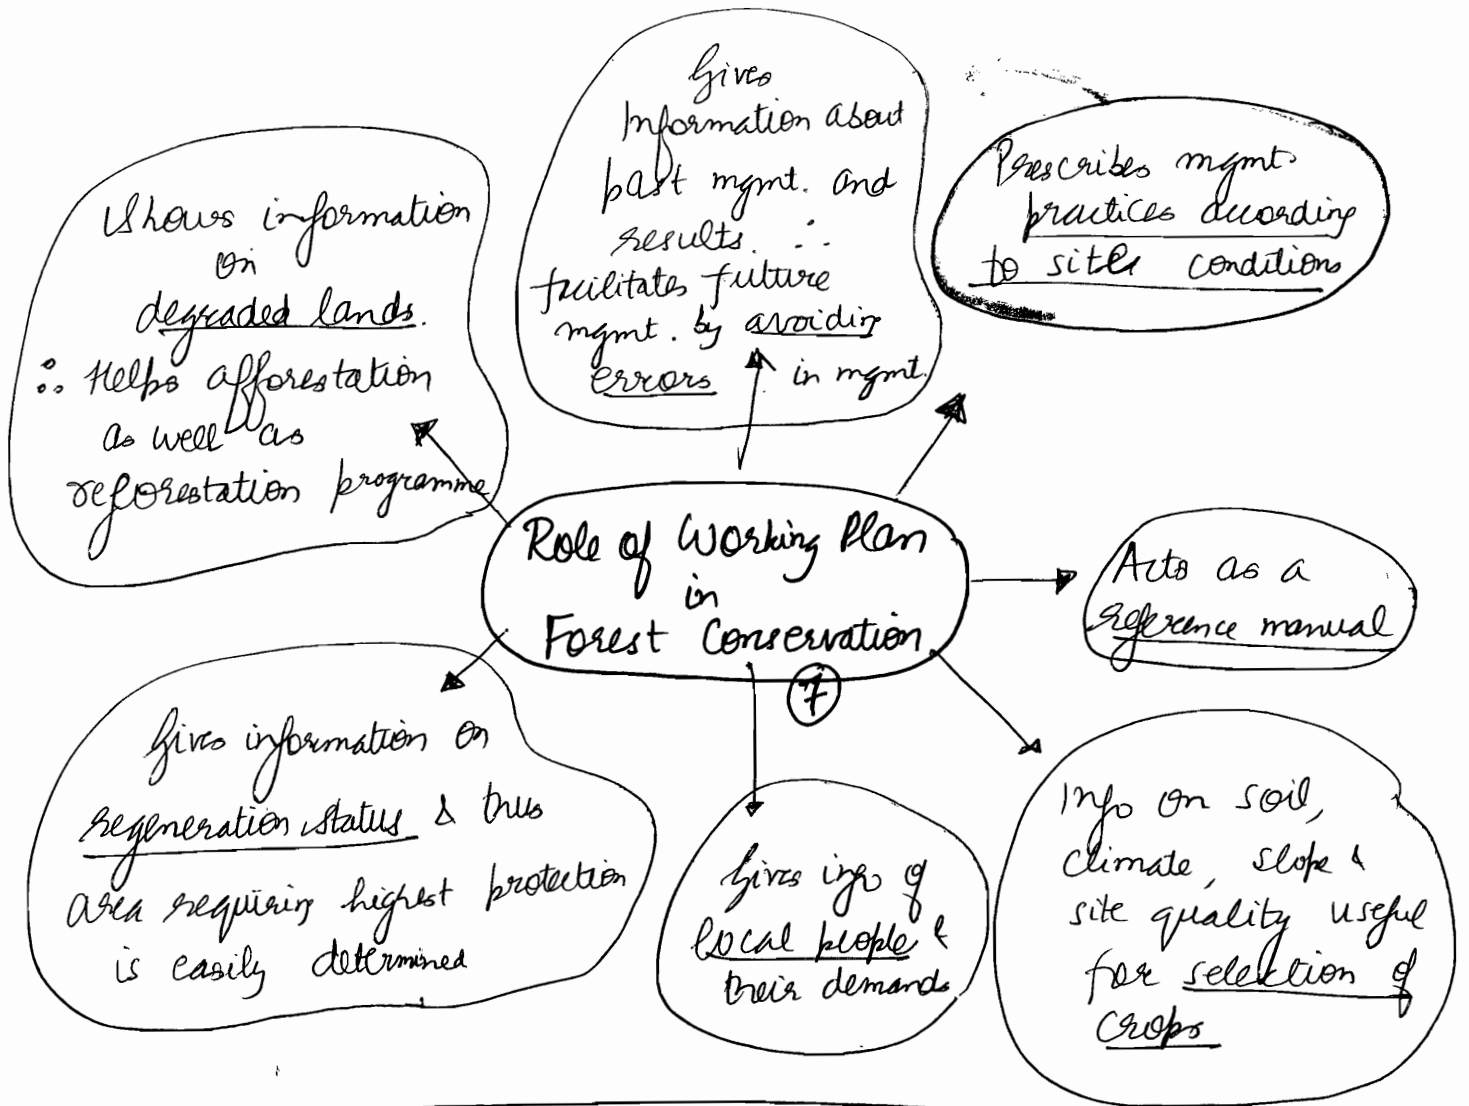 Gives
Information about
past mgmt. and
results. ∴
facilitates future
mgmt. by avoiding
errors in mgmt.
Prescribes mgmt.
practices according
to site conditions
Shows information
on
degraded lands.
∴ Helps afforestation
as well as
reforestation programme
Role of Working Plan
in
Forest Conservation
7
Acts as a
reference manual
Gives information on
regeneration status & thus
area requiring highest protection
is easily determined
Gives info of
local people &
their demands
Info on soil,
climate, slope &
site quality useful
for selection of
crops